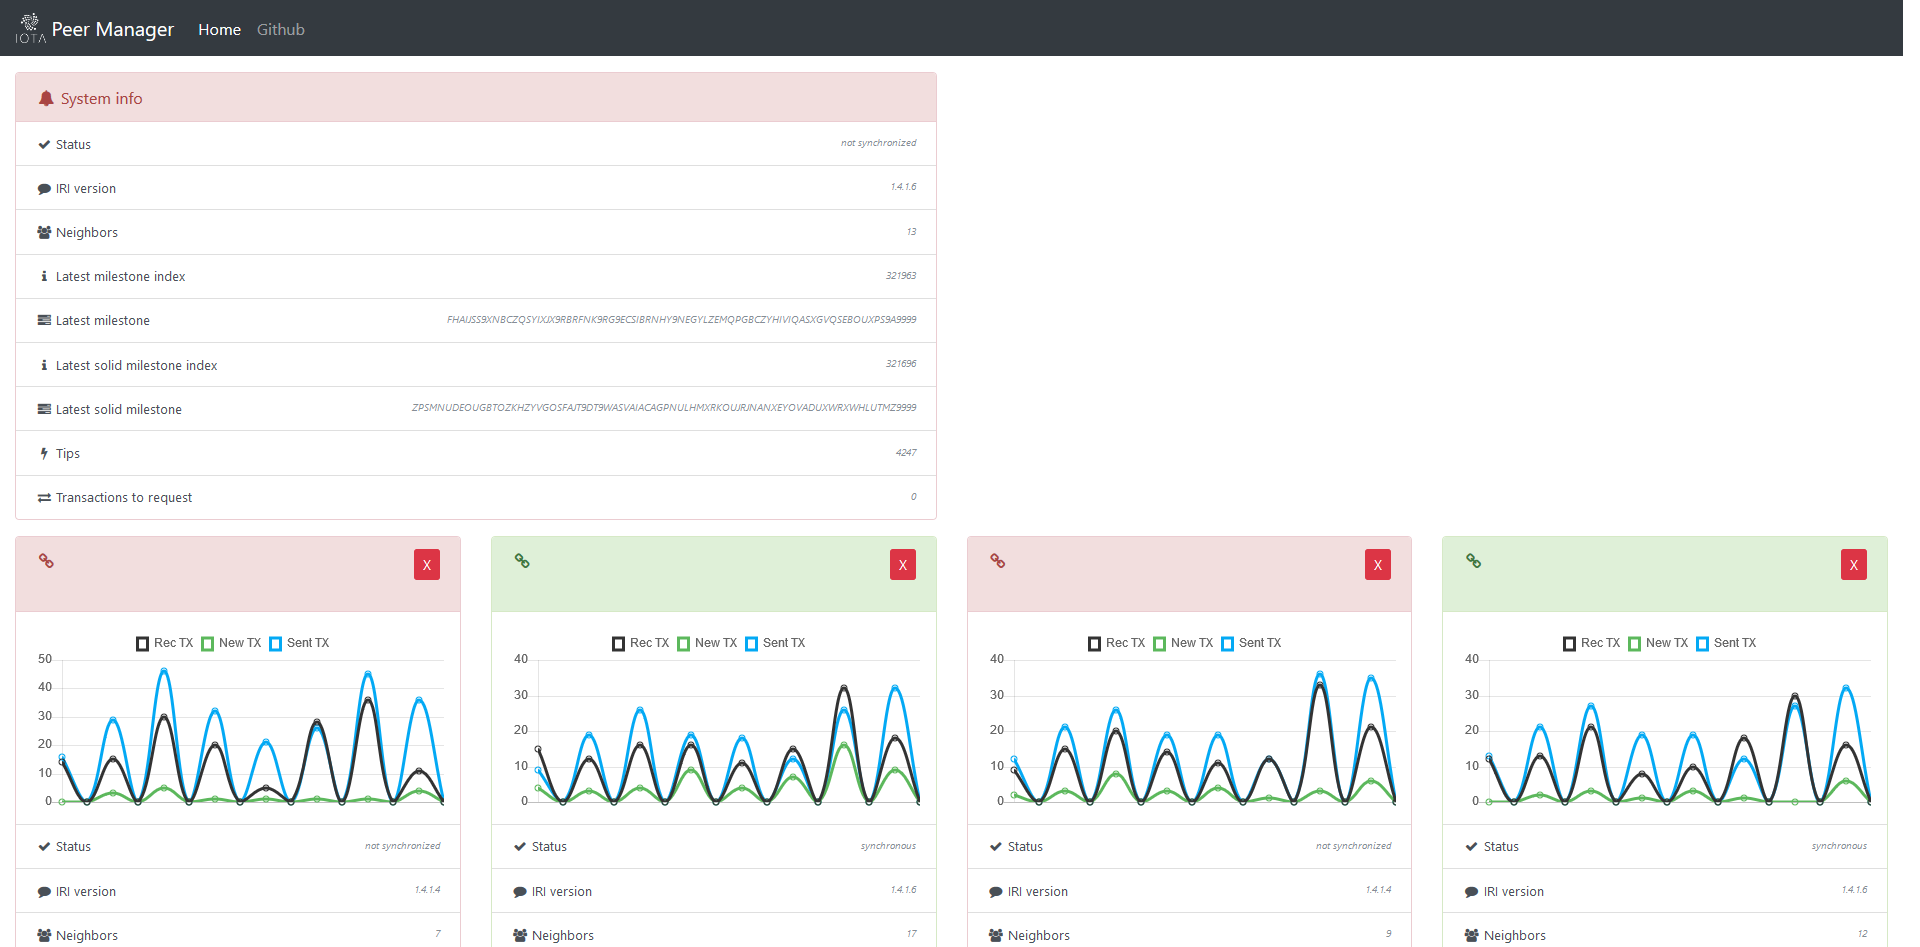 IOTA Peer Manager Home Github
System info
Status not synchronized
IRI version 1.4.1.6
Neighbors 13
Latest milestone index 321963
Latest milestone FHAIJSS9XNBCZQSYIXJX9RBRFNK9RG9ECSIBRNHY9NEGYLZEMQPGBCZYHIVIQASXGVQSEBOUXPS9A9999
Latest solid milestone index 321696
Latest solid milestone ZPSMNUDEOUGBTOZKHZYVGOSFAJT9DT9WASVAIACAGPNULHMXRKOUJRJNANXEYOVADUXWRXWHLUTMZ9999
Tips 4247
Transactions to request 0
X
Rec TX New TX Sent TX
50
40
30
20
10
0
Status not synchronized
IRI version 1.4.1.4
Neighbors 7
X
Rec TX New TX Sent TX
40
30
20
10
0
Status synchronous
IRI version 1.4.1.6
Neighbors 17
X
Rec TX New TX Sent TX
40
30
20
10
0
Status not synchronized
IRI version 1.4.1.4
Neighbors 9
X
Rec TX New TX Sent TX
40
30
20
10
0
Status synchronous
IRI version 1.4.1.6
Neighbors 12